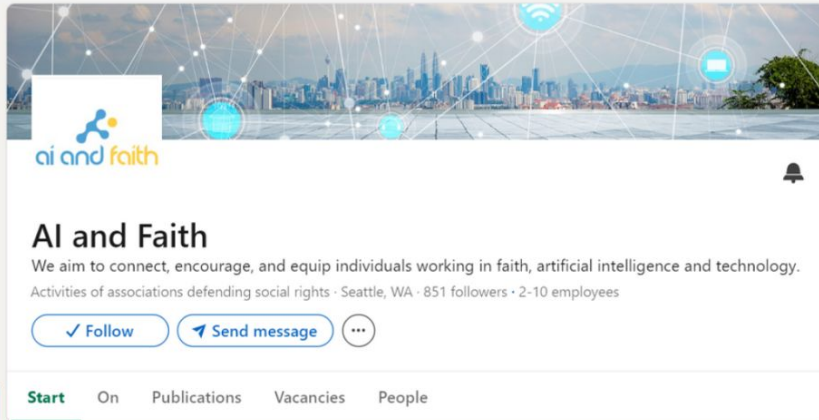 ai and faith
AI and Faith
We aim to connect, encourage, and equip individuals working in faith, artificial intelligence and technology.
Activities of associations defending social rights · Seattle, WA · 851 followers · 2-10 employees
✓ Follow
Send message
Start On Publications Vacancies People